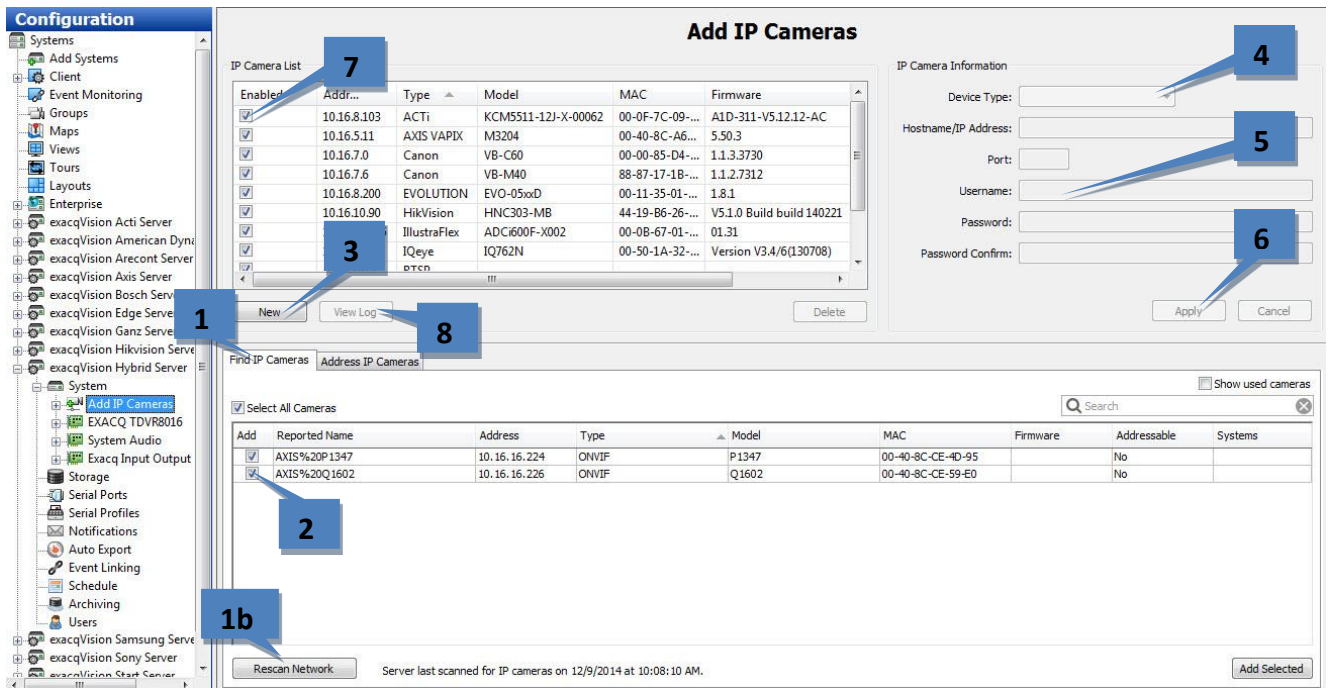 Configuration
Systems
Add Systems
Client
Event Monitoring
Groups
Maps
Views
Tours
Layouts
Enterprise
exacqVision Acti Server
exacqVision American Dyna
exacqVision Arecont Server
exacqVision Axis Server
exacqVision Bosch Serv
exacqVision Edge Serve
exacqVision Ganz Serve
exacqVision Hikvision Serve
exacqVision Hybrid Server
System
Add IP Cameras
EXACQ TDVR8016
System Audio
Exacq Input Output
Storage
Serial Ports
Serial Profiles
Notifications
Auto Export
Event Linking
Schedule
Archiving
Users
exacqVision Samsung Serve
exacqVision Sony Server
exacqVision Start Server
Add IP Cameras
IP Camera List
7
Enabled Addr... Type Model MAC Firmware
10.16.8.103 ACTi KCM5511-12J-X-00062 00-0F-7C-09-... A1D-311-V5.12.12-AC
10.16.5.11 AXIS VAPIX M3204 00-40-8C-A6... 5.50.3
10.16.7.0 Canon VB-C60 00-00-85-D4-... 1.1.3.3730
10.16.7.6 Canon VB-M40 88-87-17-1B-... 1.1.2.7312
10.16.8.200 EVOLUTION EVO-05xxD 00-11-35-01-... 1.8.1
10.16.10.90 HikVision HNC303-MB 44-19-B6-26-... V5.1.0 Build build 140221
IllustraFlex ADCi600F-X002 00-0B-67-01-... 01.31
IQeye IQ762N 00-50-1A-32-... Version V3.4/6(130708)
RTSP
3
New View Log Delete
8
IP Camera Information
4
Device Type:
Hostname/IP Address:
5
Port:
Username:
Password:
6
Password Confirm:
Apply Cancel
1
Find IP Cameras Address IP Cameras
Show used cameras
Select All Cameras Search
Add Reported Name Address Type Model MAC Firmware Addressable Systems
AXIS%20P1347 10.16.16.224 ONVIF P1347 00-40-8C-CE-4D-95 No
AXIS%20Q1602 10.16.16.226 ONVIF Q1602 00-40-8C-CE-59-E0 No
2
1b
Rescan Network Server last scanned for IP cameras on 12/9/2014 at 10:08:10 AM. Add Selected